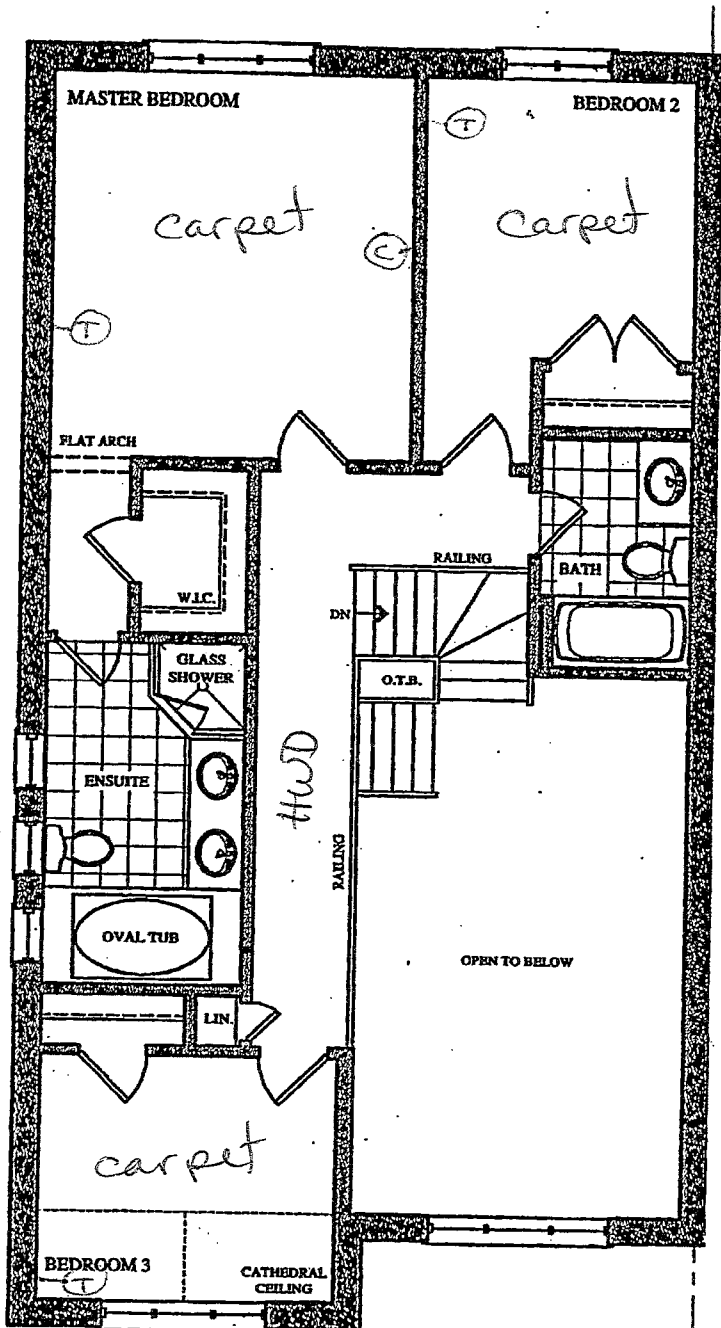 MASTER BEDROOM
BEDROOM 2
T
carpet
carpet
C
T
FLAT ARCH
W.I.C.
RAILING
BATH
DN
GLASS
SHOWER
O.T.B.
ENSUITE
HWD
RAILING
OVAL TUB
OPEN TO BELOW
LIN.
carpet
BEDROOM 3
T
CATHEDRAL
CEILING